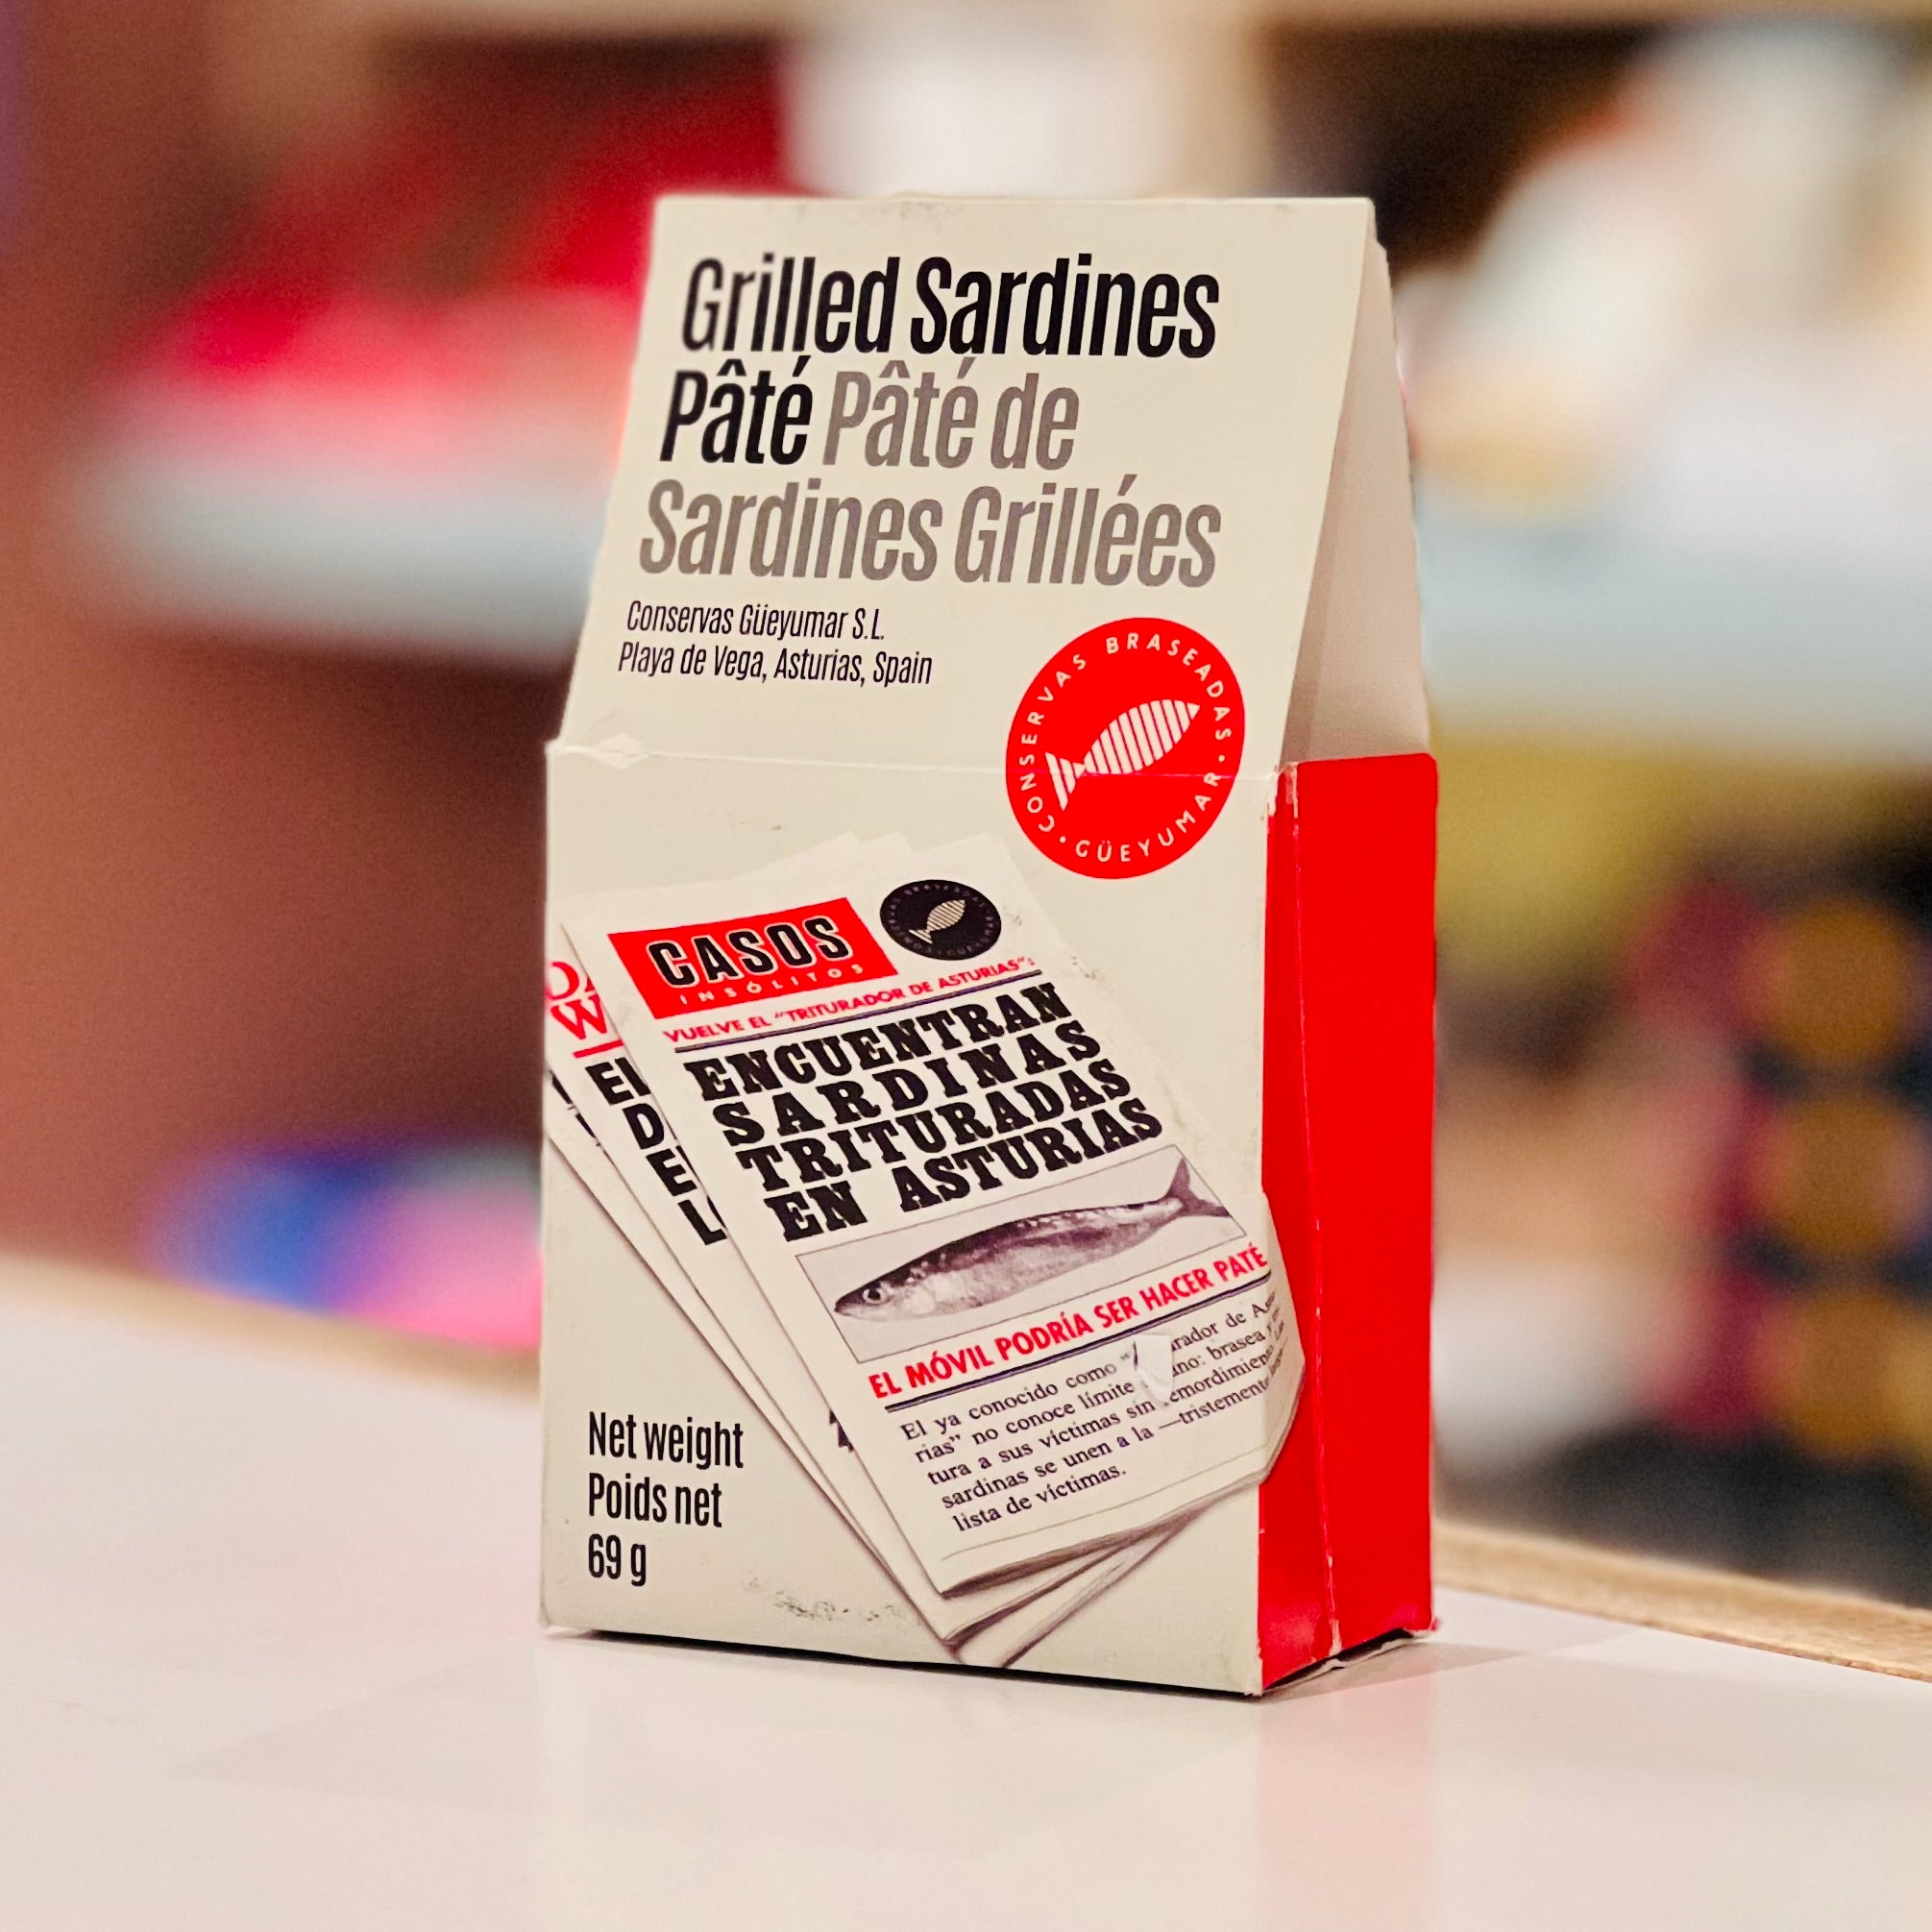 Grilled Sardines
Pâté Pâté de
Sardines Grillées
Conservas Güeyumar S.L.
Playa de Vega, Asturias, Spain
CONSERVAS BRASEADAS · GÜEYUMAR ·
CASOS
INSÓLITOS
VUELVE EL "TRITURADOR DE ASTURIAS":
ENCUENTRAN
SARDINAS
TRITURADAS
EN ASTURIAS
EL MÓVIL PODRÍA SER HACER PATÉ
El ya conocido como de
rias" no conoce límite brasea
tura a sus víctimas sin
sardinas se unen a la —tristemente
lista de víctimas.
Net weight
Poids net
69 g